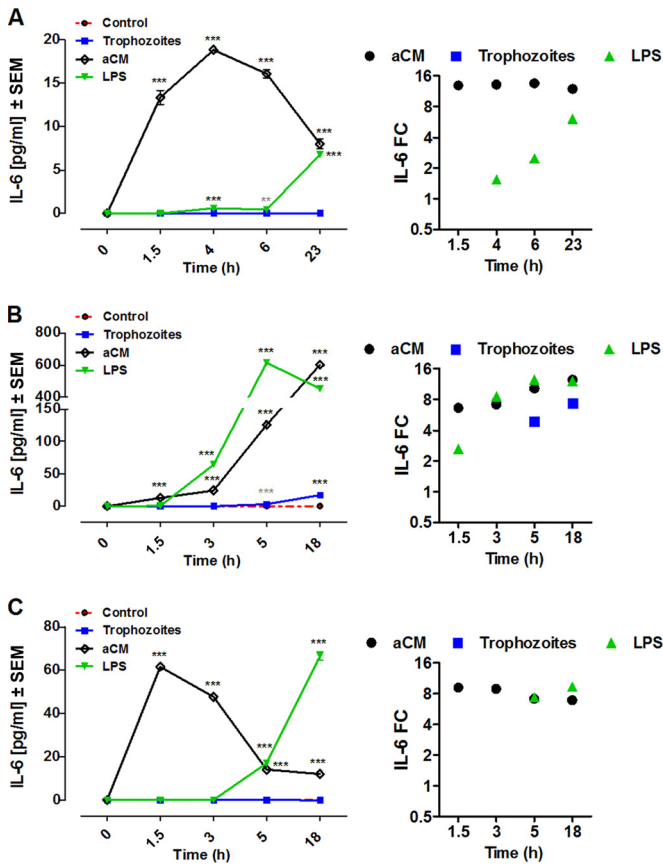 A
Control
Trophozoites
aCM
LPS
IL-6 [pg/ml] ± SEM
20
15
10
5
0
*** *** *** *** *** *** **
0 1.5 4 6 23
Time (h)
aCM Trophozoites LPS
IL-6 FC
16
8
4
2
1
0.5
1.5 4 6 23
Time (h)
B
Control
Trophozoites
aCM
LPS
IL-6 [pg/ml] ± SEM
800
600
400
150
100
50
0
*** *** *** *** *** *** *** *** *** ***
0 1.5 3 5 18
Time (h)
aCM Trophozoites LPS
IL-6 FC
16
8
4
2
1
0.5
1.5 3 5 18
Time (h)
C
Control
Trophozoites
aCM
LPS
IL-6 [pg/ml] ± SEM
80
60
40
20
0
*** *** *** *** *** ***
0 1.5 3 5 18
Time (h)
aCM Trophozoites LPS
IL-6 FC
16
8
4
2
1
0.5
1.5 3 5 18
Time (h)